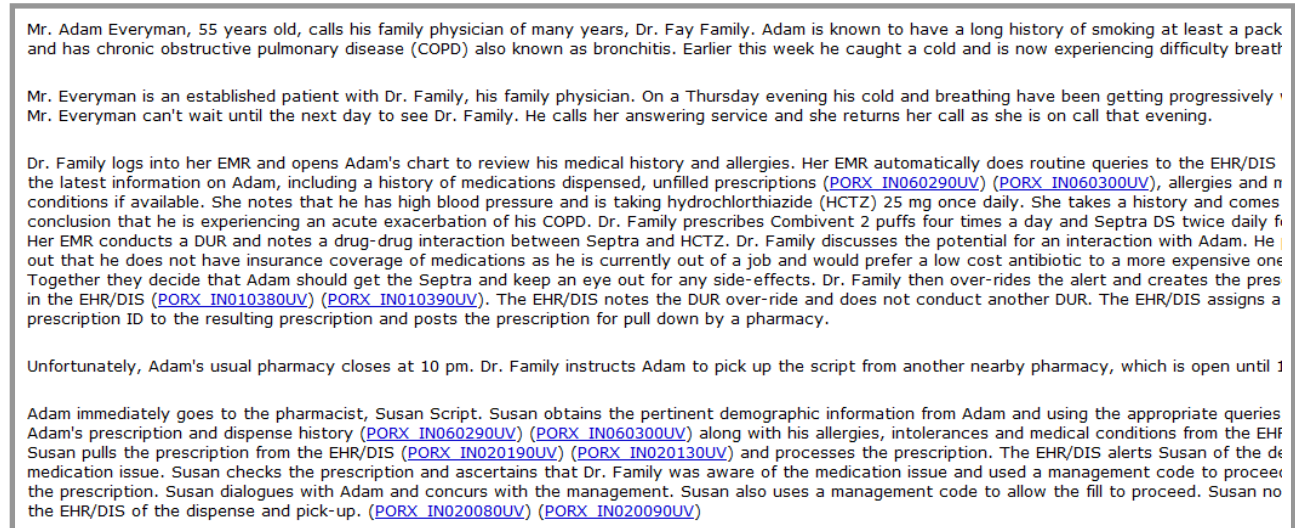 Mr. Adam Everyman, 55 years old, calls his family physician of many years, Dr. Fay Family. Adam is known to have a long history of smoking at least a pack
and has chronic obstructive pulmonary disease (COPD) also known as bronchitis. Earlier this week he caught a cold and is now experiencing difficulty breath
Mr. Everyman is an established patient with Dr. Family, his family physician. On a Thursday evening his cold and breathing have been getting progressively
Mr. Everyman can't wait until the next day to see Dr. Family. He calls her answering service and she returns her call as she is on call that evening.
Dr. Family logs into her EMR and opens Adam's chart to review his medical history and allergies. Her EMR automatically does routine queries to the EHR/DIS
the latest information on Adam, including a history of medications dispensed, unfilled prescriptions (PORX_IN060290UV) (PORX_IN060300UV), allergies and
conditions if available. She notes that he has high blood pressure and is taking hydrochlorthiazide (HCTZ) 25 mg once daily. She takes a history and comes
conclusion that he is experiencing an acute exacerbation of his COPD. Dr. Family prescribes Combivent 2 puffs four times a day and Septra DS twice daily
Her EMR conducts a DUR and notes a drug-drug interaction between Septra and HCTZ. Dr. Family discusses the potential for an interaction with Adam. He
out that he does not have insurance coverage of medications as he is currently out of a job and would prefer a low cost antibiotic to a more expensive one
Together they decide that Adam should get the Septra and keep an eye out for any side-effects. Dr. Family then over-rides the alert and creates the pres
in the EHR/DIS (PORX_IN010380UV) (PORX_IN010390UV). The EHR/DIS notes the DUR over-ride and does not conduct another DUR. The EHR/DIS assigns a
prescription ID to the resulting prescription and posts the prescription for pull down by a pharmacy.
Unfortunately, Adam's usual pharmacy closes at 10 pm. Dr. Family instructs Adam to pick up the script from another nearby pharmacy, which is open until
Adam immediately goes to the pharmacist, Susan Script. Susan obtains the pertinent demographic information from Adam and using the appropriate queries
Adam's prescription and dispense history (PORX_IN060290UV) (PORX_IN060300UV) along with his allergies, intolerances and medical conditions from the EHR
Susan pulls the prescription from the EHR/DIS (PORX_IN020190UV) (PORX_IN020130UV) and processes the prescription. The EHR/DIS alerts Susan of the de
medication issue. Susan checks the prescription and ascertains that Dr. Family was aware of the medication issue and used a management code to proceed
the prescription. Susan dialogues with Adam and concurs with the management. Susan also uses a management code to allow the fill to proceed. Susan no
the EHR/DIS of the dispense and pick-up. (PORX_IN020080UV) (PORX_IN020090UV)